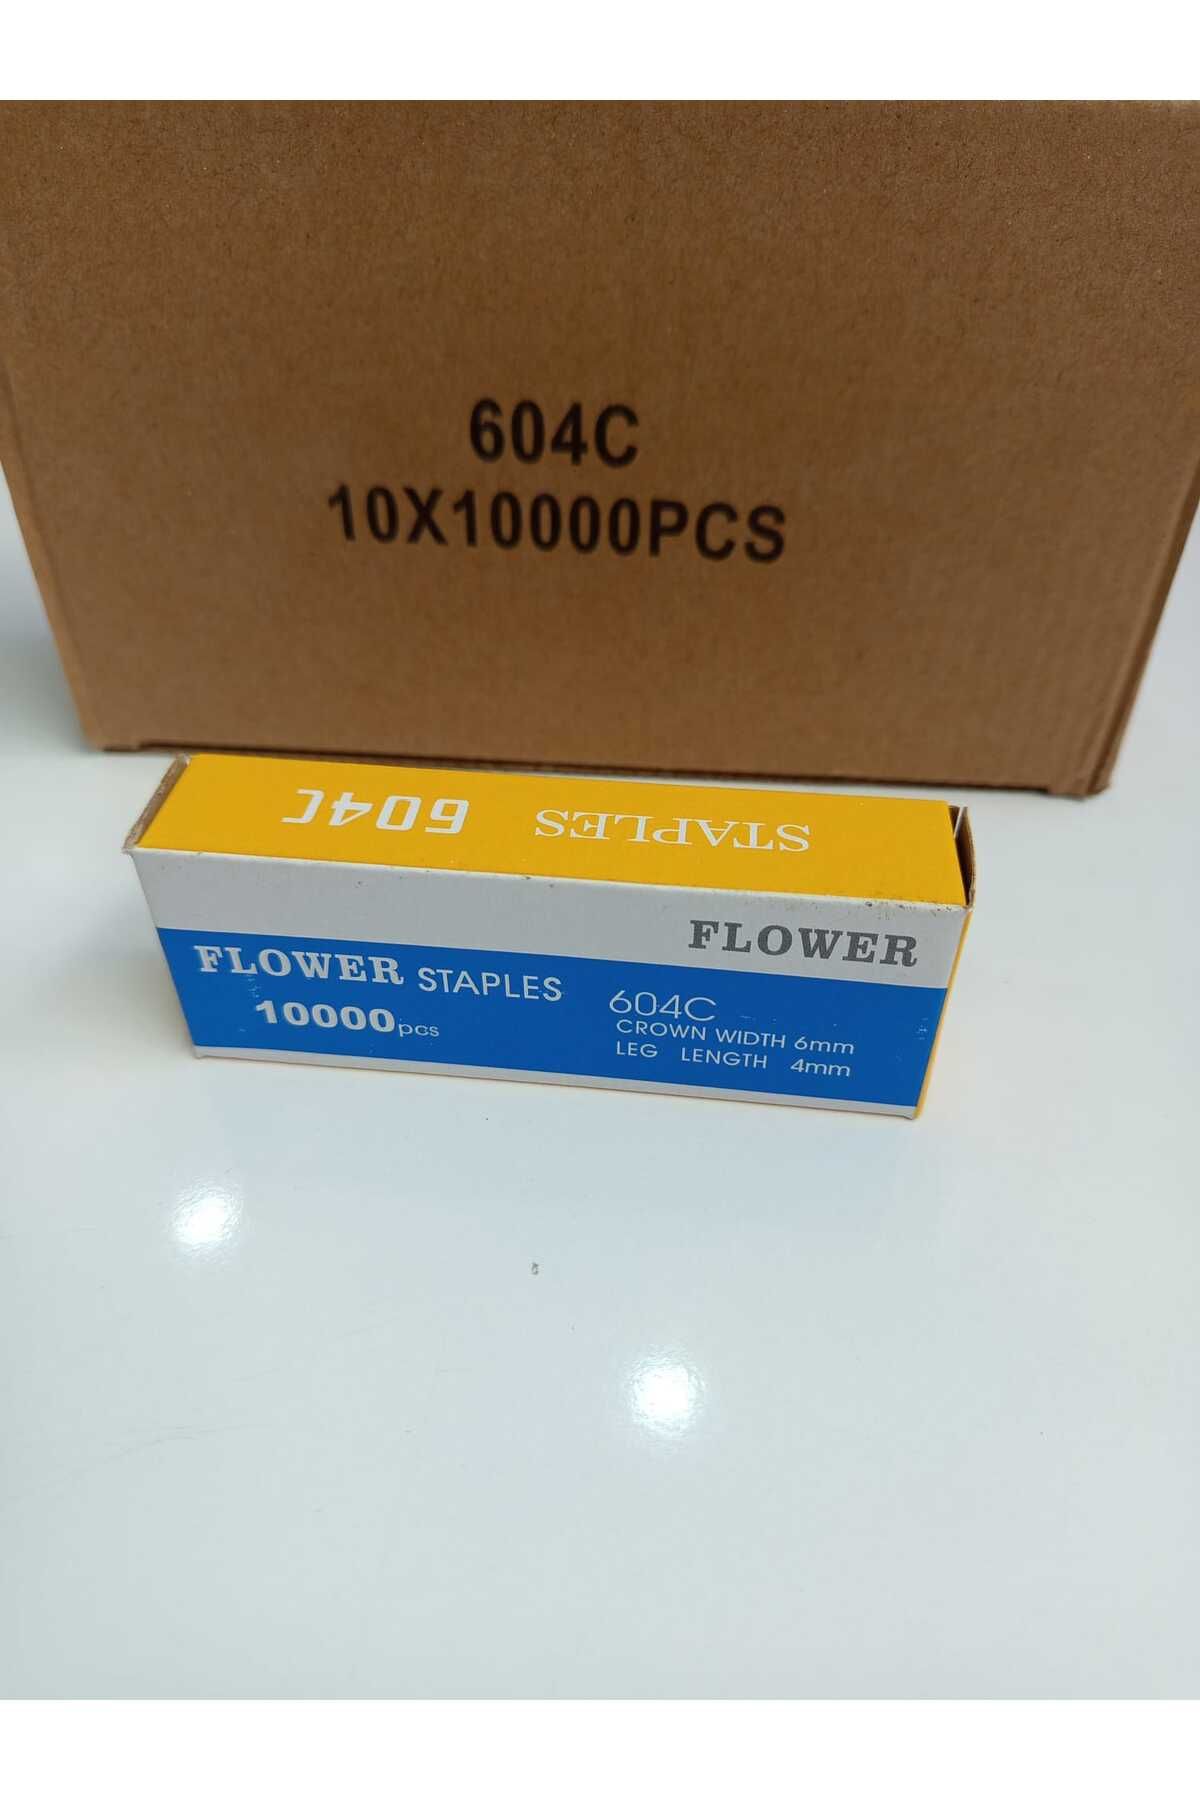 604C
10X10000PCS
STAPLES 604C
FLOWER
FLOWER STAPLES
10000pcs
604C
CROWN WIDTH 6mm
LEG LENGTH 4mm